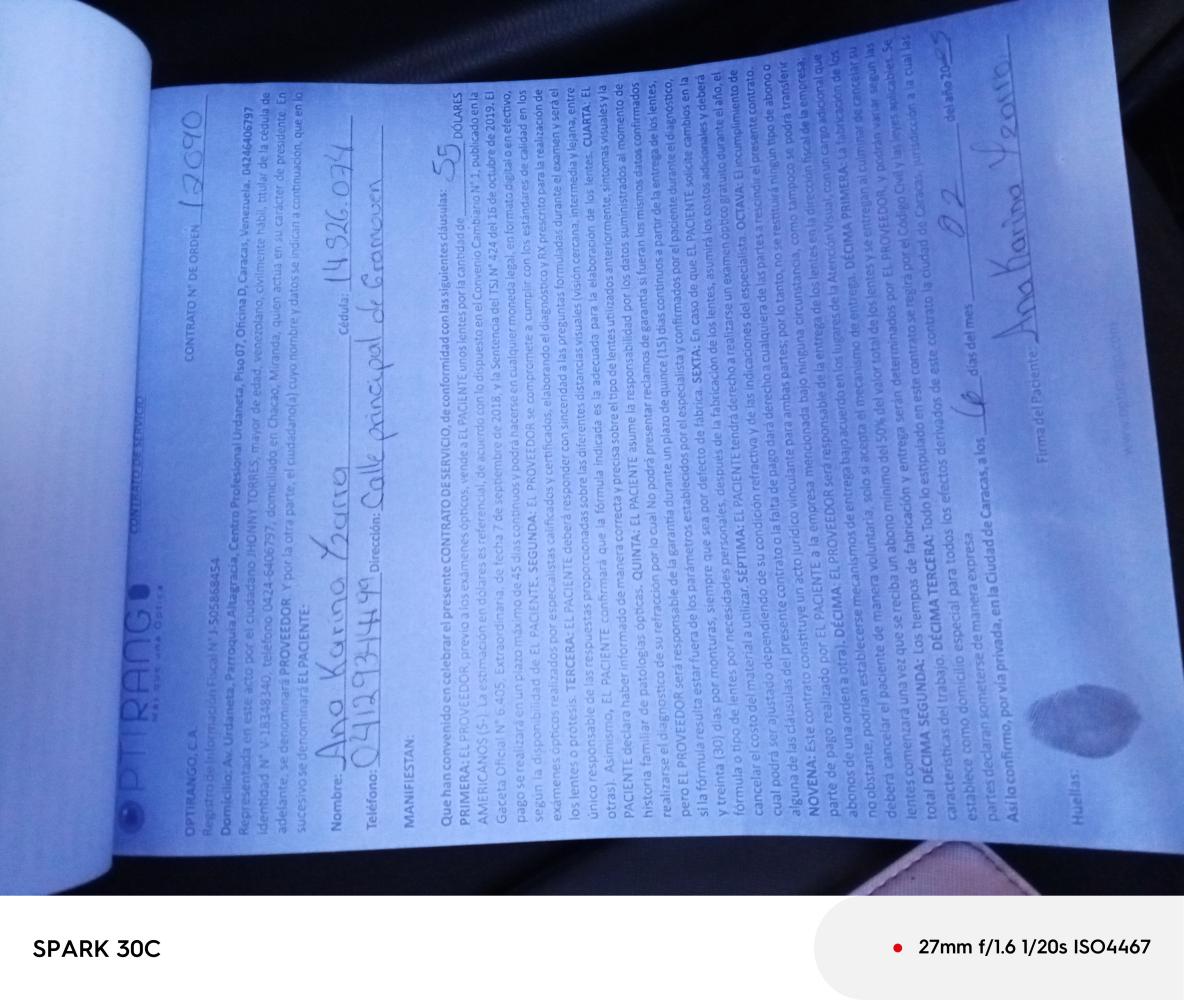 OPTIRANGO
MÁS QUE UNA ÓPTICA
CONTRATO DE SERVICIO
CONTRATO N° DE ORDEN 12690
OPTIRANGO, C.A.
Registro de Información Fiscal N° J-505868454
Domicilio: Av. Urdaneta, Parroquia Altagracia, Centro Profesional Urdaneta, Piso 07, Oficina D, Caracas, Venezuela. 04246406797
Representada en este acto por el ciudadano JHONNY TORRES, mayor de edad, venezolano, civilmente hábil, titular de la cédula de
Identidad N° V-18348340, teléfono 0424-6406797, domiciliado en Chacao, Miranda, quien actúa en su carácter de presidente. En
adelante, se denominará PROVEEDOR. Y por la otra parte, el ciudadano(a) cuyo nombre y datos se indican a continuación, que en lo
sucesivo se denominará EL PACIENTE:
Nombre: Ana Karina Yzarra Cédula: 14.926.074
Teléfono: 04129314499 Dirección: Calle principal de Gramoven
MANIFIESTAN:
Que han convenido en celebrar el presente CONTRATO DE SERVICIO, de conformidad con las siguientes cláusulas:
PRIMERA: EL PROVEEDOR, previo a los exámenes ópticos, vende a EL PACIENTE unos lentes por la cantidad de 55 DÓLARES
AMERICANOS ($-). La estimación en dólares es referencial, de acuerdo con lo dispuesto en el Convenio Cambiario N° 1, publicado en la
Gaceta Oficial N° 6.405, Extraordinaria, de fecha 7 de septiembre de 2018, y la Sentencia del TSJ N° 424 del 16 de octubre de 2019. El
pago se realizará en un plazo máximo de 45 días continuos y podrá hacerse en cualquier moneda legal, en formato digital o en efectivo,
según la disponibilidad de EL PACIENTE. SEGUNDA: EL PROVEEDOR se compromete a cumplir con los estándares de calidad en los
exámenes ópticos realizados por especialistas calificados y certificados, elaborando el diagnóstico y RX prescrito para la realización de
los lentes o prótesis. TERCERA: EL PACIENTE deberá responder con sinceridad a las preguntas formuladas durante el examen y será el
único responsable de las respuestas proporcionadas sobre las diferentes distancias visuales (visión cercana, intermedia y lejana, entre
otras). Asimismo, EL PACIENTE confirmará que la fórmula indicada es la adecuada para la elaboración de los lentes. CUARTA: EL
PACIENTE declara haber informado de manera correcta y precisa sobre el tipo de lentes utilizados anteriormente, síntomas visuales y la
historia familiar de patologías ópticas. QUINTA: EL PACIENTE asume la responsabilidad por los datos suministrados al momento de
realizarse el diagnostico de su refracción por lo cual No podrá presentar reclamos de garantía si fueran los mismos datos confirmados
pero EL PROVEEDOR será responsable de la garantía durante un plazo de quince (15) días continuos a partir de la entrega de los lentes,
si la fórmula resulta estar fuera de los parámetros establecidos por el especialista y confirmados por el paciente durante el diagnóstico,
y treinta (30) días por monturas, siempre que sea por defecto de fábrica. SEXTA: En caso de que EL PACIENTE solicite cambios en la
fórmula o tipo de lentes por necesidades personales, después de la fabricación de los lentes, asumirá los costos adicionales y deberá
cancelar el costo del material a utilizar. SÉPTIMA: EL PACIENTE tendrá derecho a realizarse un examen óptico gratuito durante el año, el
cual podrá ser ajustado dependiendo de su condición refractiva y de las indicaciones del especialista. OCTAVA: El incumplimiento de
alguna de las cláusulas del presente contrato o la falta de pago dará derecho a cualquiera de las partes a rescindir el presente contrato.
NOVENA: Este contrato constituye un acto jurídico vinculante para ambas partes; por lo tanto, no se recibirá ningún tipo de abono o
parte de pago realizado por EL PACIENTE a la empresa mencionada bajo ninguna circunstancia, como tampoco se podrá transferir
abonos de una orden a otra). DÉCIMA. EL PROVEEDOR será responsable de la entrega de los lentes en la dirección fiscal de la empresa;
no obstante, podrían establecerse mecanismos de entrega bajo acuerdo en los lugares de la Atención Visual, con un cargo adicional que
deberá cancelar el paciente de manera voluntaria, solo si acepta el mecanismo de entrega. DÉCIMA PRIMERA: La fabricación de los
lentes comenzará una vez que se reciba un abono mínimo del 50% del valor total de los lentes y se entregan al culminar de cancelar su
total DÉCIMA SEGUNDA: Los tiempos de fabricación y entrega serán determinados por EL PROVEEDOR, y podrán variar según las
características del trabajo. DÉCIMA TERCERA: Todo lo estipulado en este contrato se regirá por el Código Civil y las leyes aplicables. Se
establece como domicilio especial para todos los efectos derivados de este contrato la ciudad de Caracas, jurisdicción a la cual las
partes declaran someterse de manera expresa
Así lo confirmo, por vía privada, en la Ciudad de Caracas, a los 6 días del mes 02 del año 2025
Firma del Paciente: Ana Karina Yzarra
Huellas:
SPARK 30C
27mm f/1.6 1/20s ISO4467